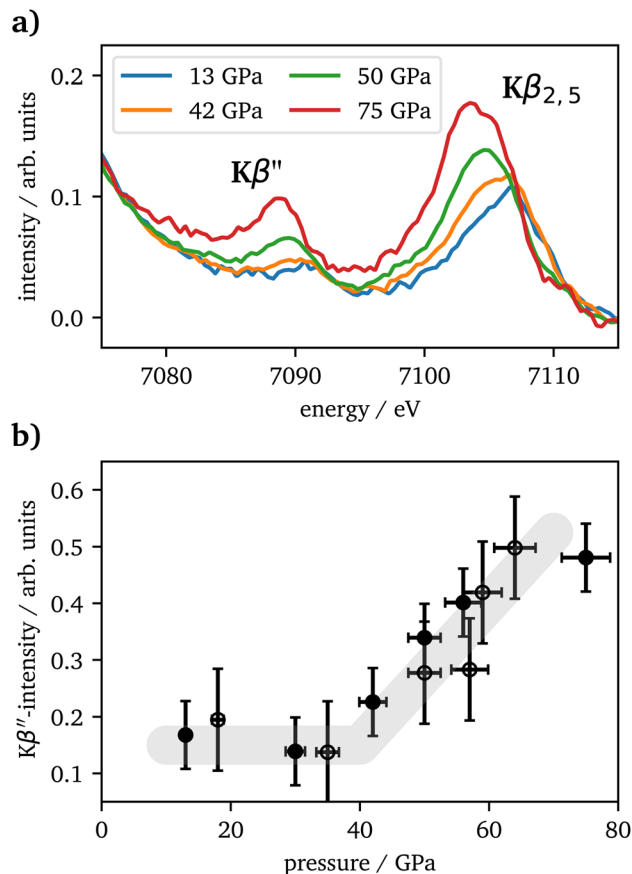 a)
0.2
0.1
0.0
intensity / arb. units
13 GPa
50 GPa
42 GPa
75 GPa
Kβ"
Kβ2, 5
7080 7090 7100 7110
energy / eV
b)
0.6
0.5
0.4
0.3
0.2
0.1
Kβ''-intensity / arb. units
0 20 40 60 80
pressure / GPa